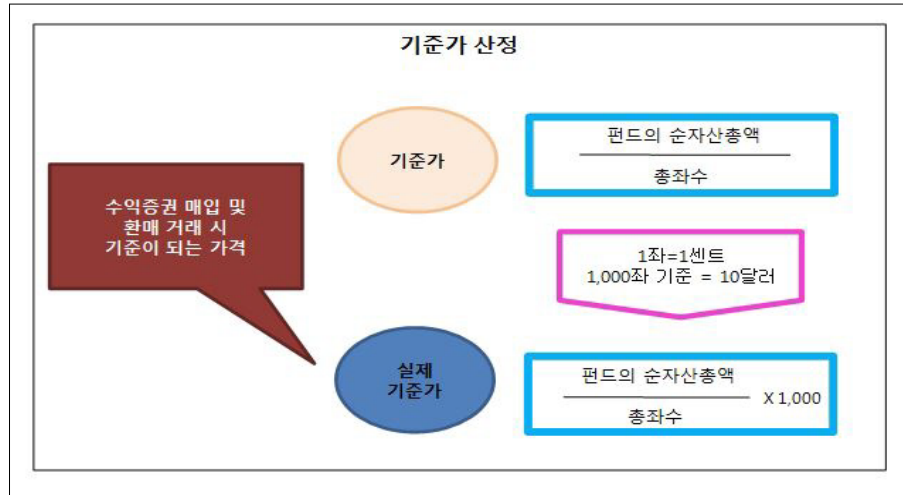 기준가 산정
기준가
펀드의 순자산총액
총좌수
수익증권 매입 및
환매 거래 시
기준이 되는 가격
1좌=1센트
1,000좌 기준 = 10달러
실제
기준가
펀드의 순자산총액
총좌수
X 1,000